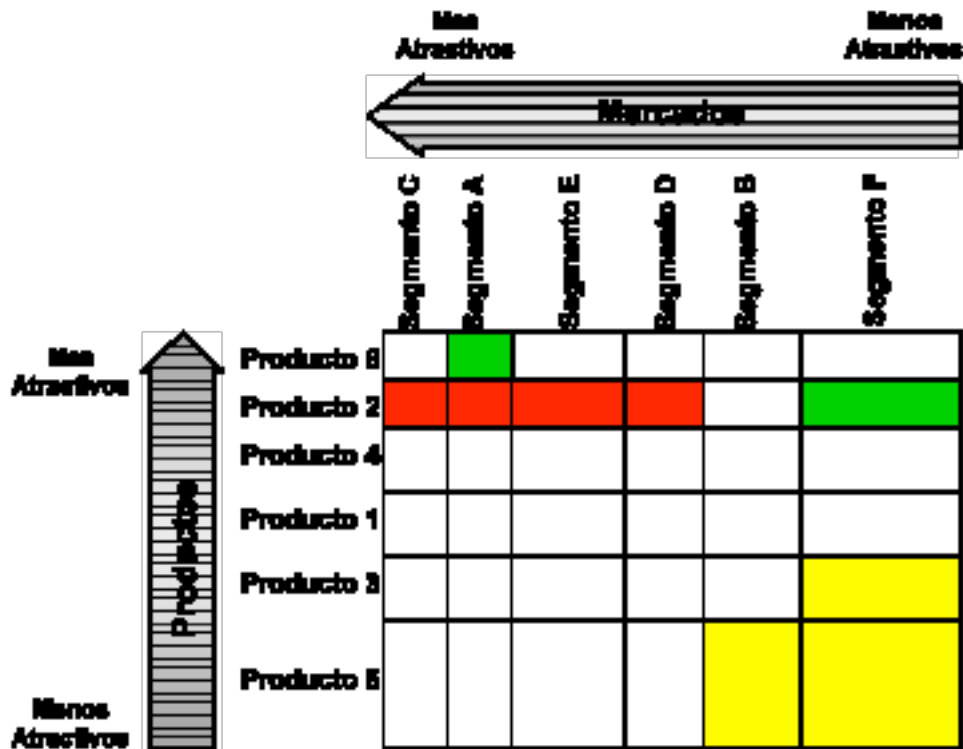 Mas
Atractivos
Menos
Atractivos
Mercados
Segmento C
Segmento A
Segmento E
Segmento D
Segmento B
Segmento F
Mas
Atractivos
Productos
Menos
Atractivos
Producto 6
Producto 2
Producto 4
Producto 1
Producto 3
Producto 5